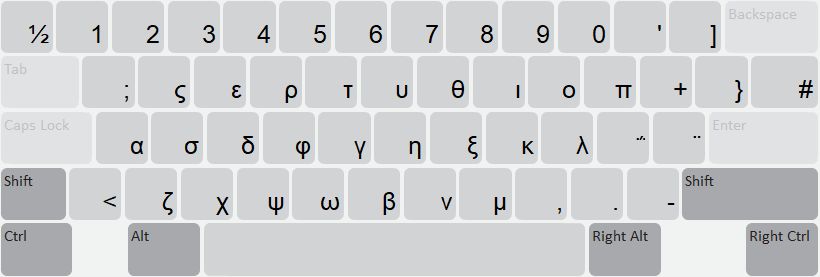 ½ 1 2 3 4 5 6 7 8 9 0 ' ] Backspace
Tab ; ς ε ρ τ υ θ ι ο π + } #
Caps Lock α σ δ φ γ η ξ κ λ ΅ ¨ Enter
Shift < ζ χ ψ ω β ν μ , . - Shift
Ctrl Alt Right Alt Right Ctrl